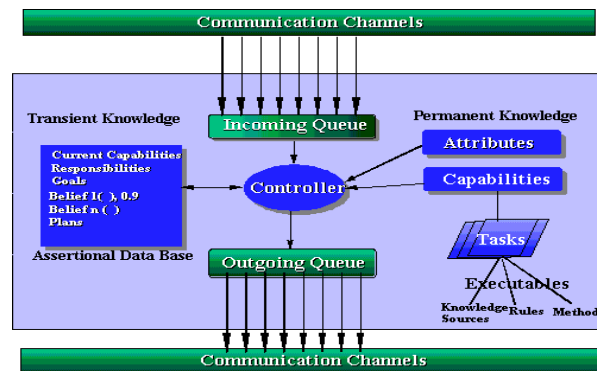 Communication Channels
Transient Knowledge
Permanent Knowledge
Incoming Queue
Attributes
Current Capabilities
Responsibilities
Goals
Belief 1( ), 0.9
Belief n ( )
Plans
Controller
Capabilities
Assertional Data Base
Tasks
Outgoing Queue
Executables
Knowledge
Sources
Rules
Method
Communication Channels